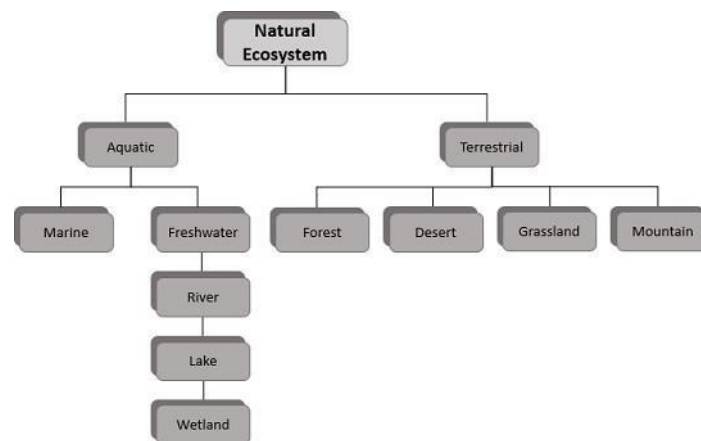 Natural
Ecosystem
Aquatic
Terrestrial
Marine
Freshwater
Forest
Desert
Grassland
Mountain
River
Lake
Wetland